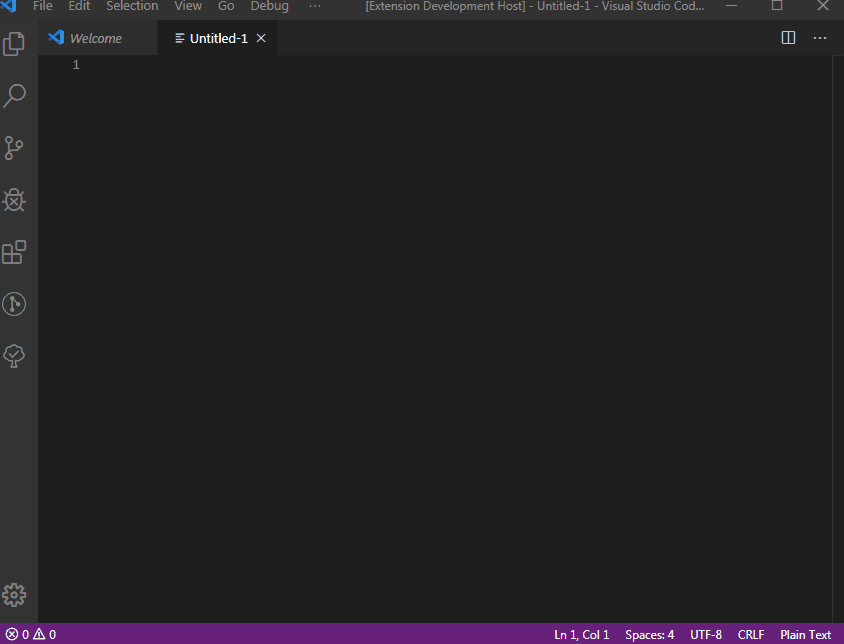 File Edit Selection View Go Debug ··· [Extension Development Host] - Untitled-1 - Visual Studio Cod...
Welcome Untitled-1
1
0 0 Ln 1, Col 1 Spaces: 4 UTF-8 CRLF Plain Text